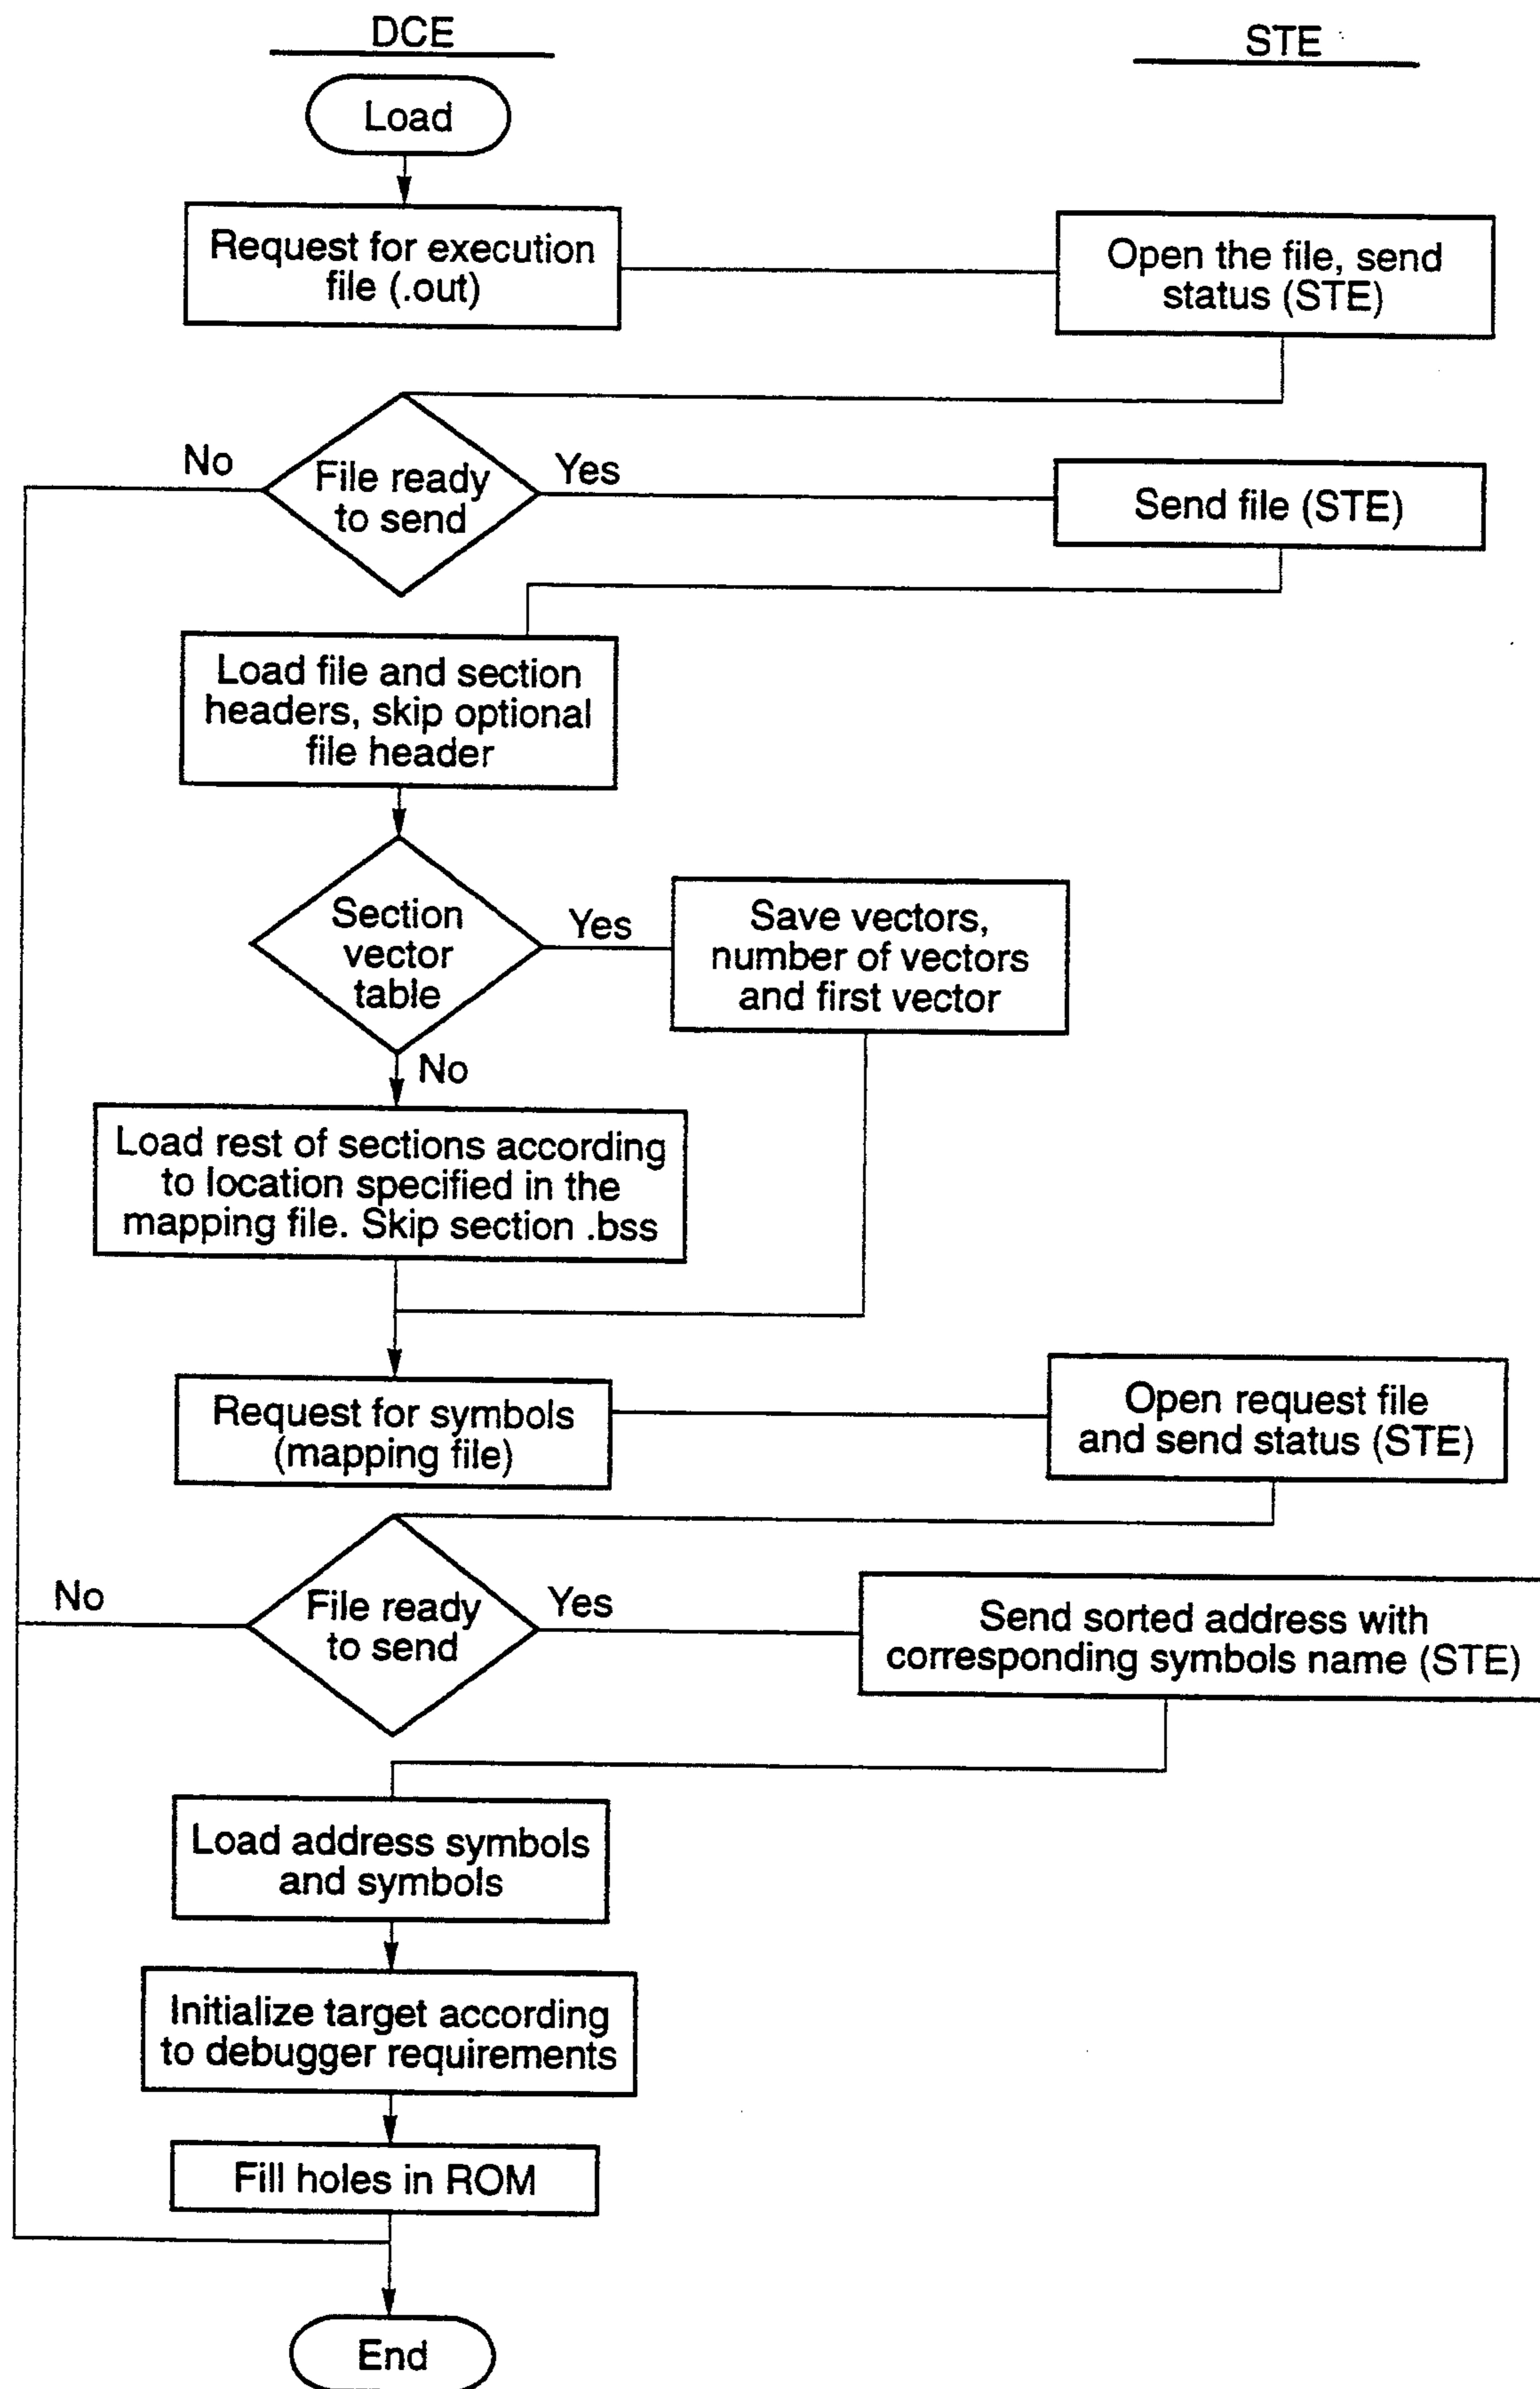 DCE
STE
Load
Request for execution
file (.out)
Open the file, send
status (STE)
No
File ready
to send
Yes
Send file (STE)
Load file and section
headers, skip optional
file header
Section
vector
table
Yes
Save vectors,
number of vectors
and first vector
No
Load rest of sections according
to location specified in the
mapping file. Skip section .bss
Request for symbols
(mapping file)
Open request file
and send status (STE)
No
File ready
to send
Yes
Send sorted address with
corresponding symbols name (STE)
Load address symbols
and symbols
Initialize target according
to debugger requirements
Fill holes in ROM
End